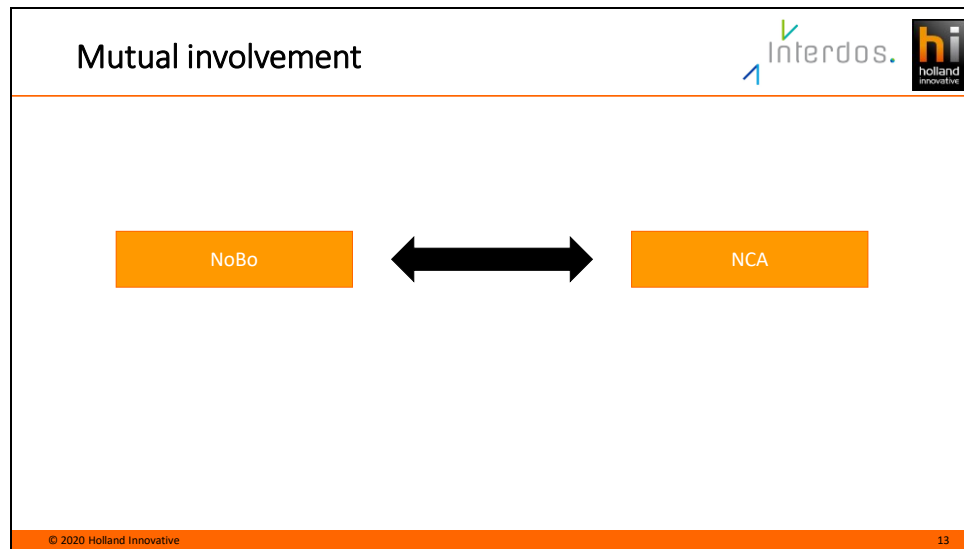 Mutual involvement
Interdos.
hi
holland
innovative
NoBo
NCA
© 2020 Holland Innovative
13